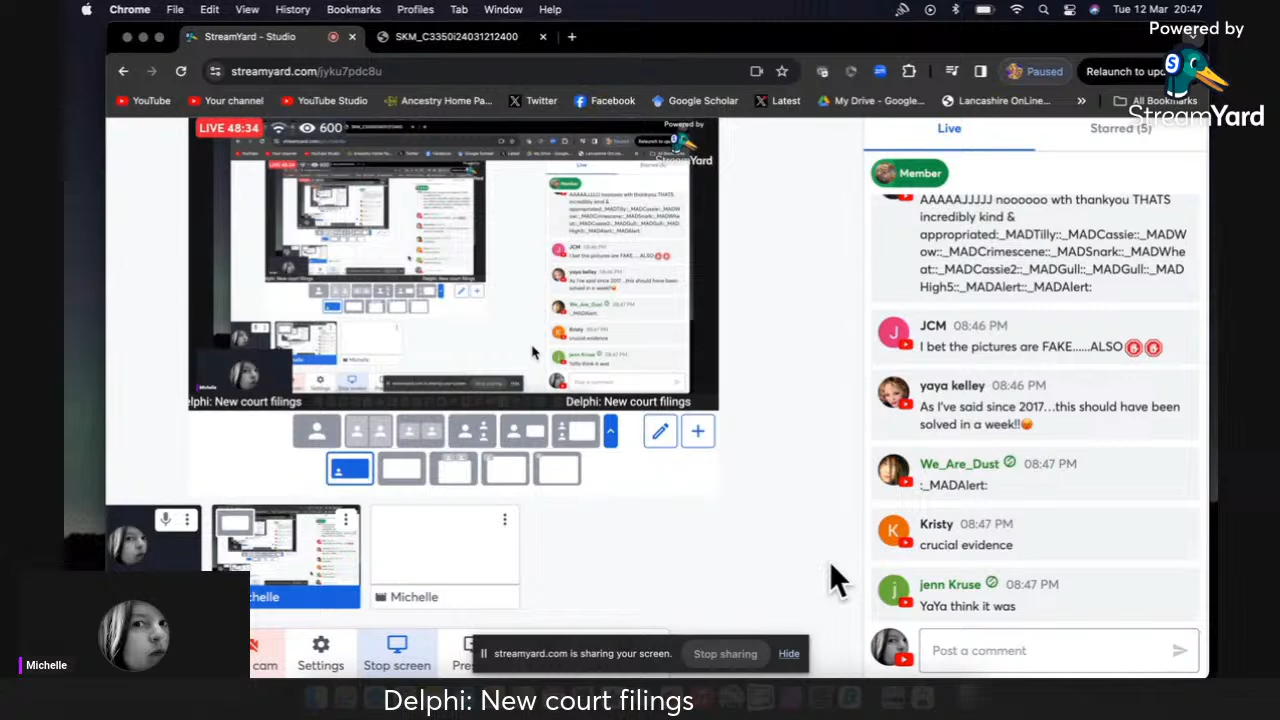 Chrome File Edit View History Bookmarks Profiles Tab Window Help Tue 12 Mar 20:47
Powered by
StreamYard
StreamYard - Studio SKM_C3350i24031212400
streamyard.com/jyku7pdc8u Paused Relaunch to up
YouTube Your channel YouTube Studio Ancestry Home Pa... Twitter Facebook Google Scholar Latest My Drive - Google... Lancashire OnLine... All Bookmarks
LIVE 48:34 600
Powered by
StreamYard
Live Starred (5)
Member
AAAAAJJJJJ noooooo wth thankyou THATS
incredibly kind &
appropriated:_MADTilly:_MADCassie::_MADW
ow:_MADCrimescene::_MADSnark::_MADWhe
at::_MADCassie2::_MADGull::_MADGull::_MAD
High5::_MADAlert::_MADAlert:
JCM 08:46 PM
I bet the pictures are FAKE......ALSO
yaya kelley 08:46 PM
As I've said since 2017...this should have been
solved in a week!!
We_Are_Dust 08:47 PM
:_MADAlert:
Kristy 08:47 PM
crucial evidence
jenn Kruse 08:47 PM
YaYa think it was
Post a comment
elphi: New court filings Delphi: New court filings
helle
Michelle
cam Settings Stop screen Pres
streamyard.com is sharing your screen. Stop sharing Hide
Michelle
Delphi: New court filings